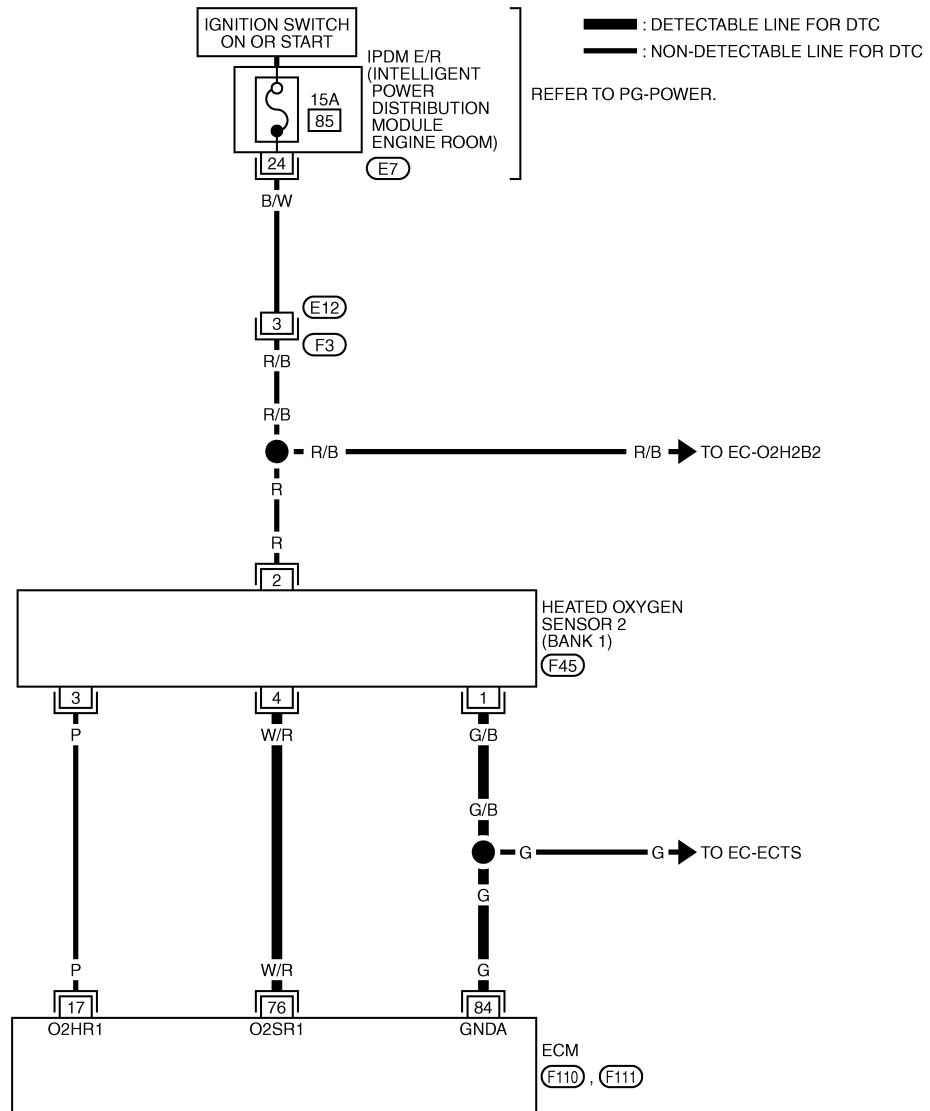 IGNITION SWITCH
ON OR START
: DETECTABLE LINE FOR DTC
: NON-DETECTABLE LINE FOR DTC
IPDM E/R
(INTELLIGENT
POWER
DISTRIBUTION
MODULE
ENGINE ROOM)
15A
85
REFER TO PG-POWER.
24
E7
B/W
E12
3
F3
R/B
R/B
R/B
R/B
TO EC-O2H2B2
R
R
2
HEATED OXYGEN
SENSOR 2
(BANK 1)
F45
3
4
1
P
W/R
G/B
G/B
G
G
TO EC-ECTS
G
P
W/R
G
17
76
84
O2HR1
O2SR1
GNDA
ECM
F110 , F111